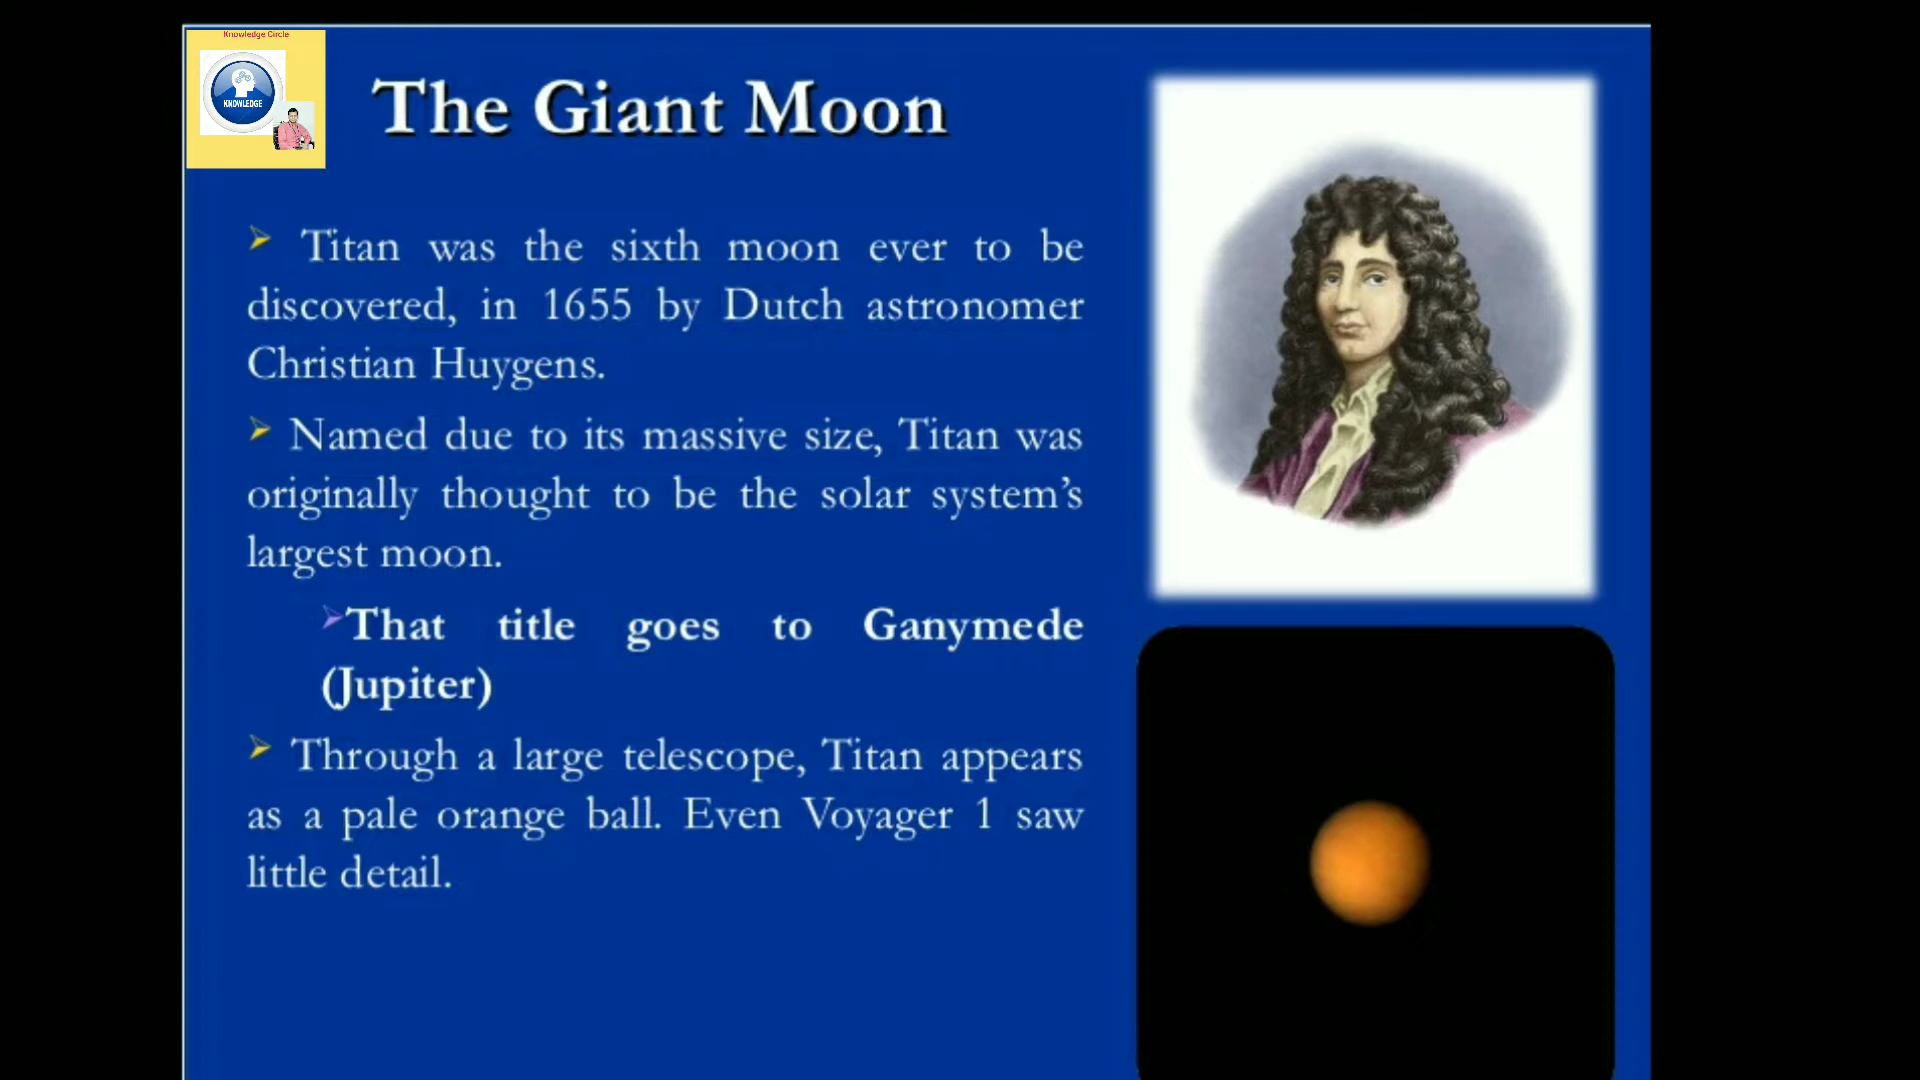 Knowledge Circle
KNOWLEDGE
The Giant Moon
Titan was the sixth moon ever to be
discovered, in 1655 by Dutch astronomer
Christian Huygens.
Named due to its massive size, Titan was
originally thought to be the solar system’s
largest moon.
That title goes to Ganymede
(Jupiter)
Through a large telescope, Titan appears
as a pale orange ball. Even Voyager 1 saw
little detail.